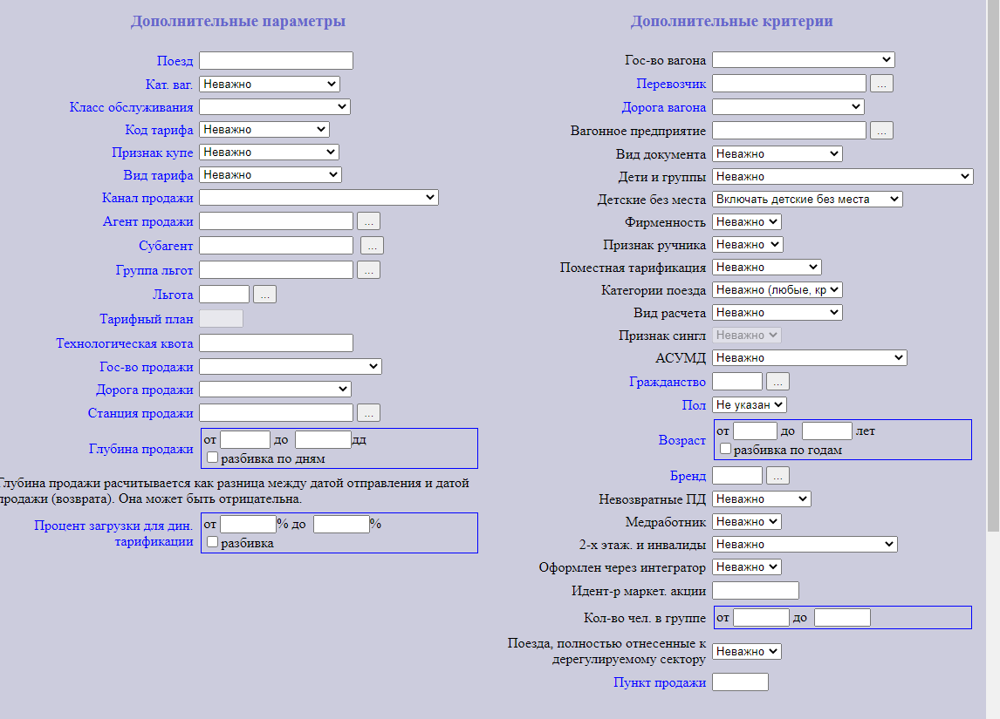 Дополнительные параметры
Поезд
Кат. ваг. Неважно
Класс обслуживания
Код тарифа Неважно
Признак купе Неважно
Вид тарифа Неважно
Канал продажи
Агент продажи ...
Субагент ...
Группа льгот ...
Льгота ...
Тарифный план
Технологическая квота
Гос-во продажи
Дорога продажи
Станция продажи ...
Глубина продажи от до дд
разбивка по дням
Глубина продажи расчитывается как разница между датой отправления и датой
продажи (возврата). Она может быть отрицательна.
Процент загрузки для дин. от % до %
тарификации разбивка
Дополнительные критерии
Гос-во вагона
Перевозчик ...
Дорога вагона
Вагонное предприятие ...
Вид документа Неважно
Дети и группы Неважно
Детские без места Включать детские без места
Фирменность Неважно
Признак ручника Неважно
Поместная тарификация Неважно
Категории поезда Неважно (любые, кр
Вид расчета Неважно
Признак сингл Неважно
АСУМД Неважно
Гражданство ...
Пол Не указан
Возраст от до лет
разбивка по годам
Бренд ...
Невозвратные ПД Неважно
Медработник Неважно
2-х этаж. и инвалиды Неважно
Оформлен через интегратор Неважно
Идент-р маркет. акции
Кол-во чел. в группе от до
Поезда, полностью отнесенные к
дерегулируемому сектору Неважно
Пункт продажи